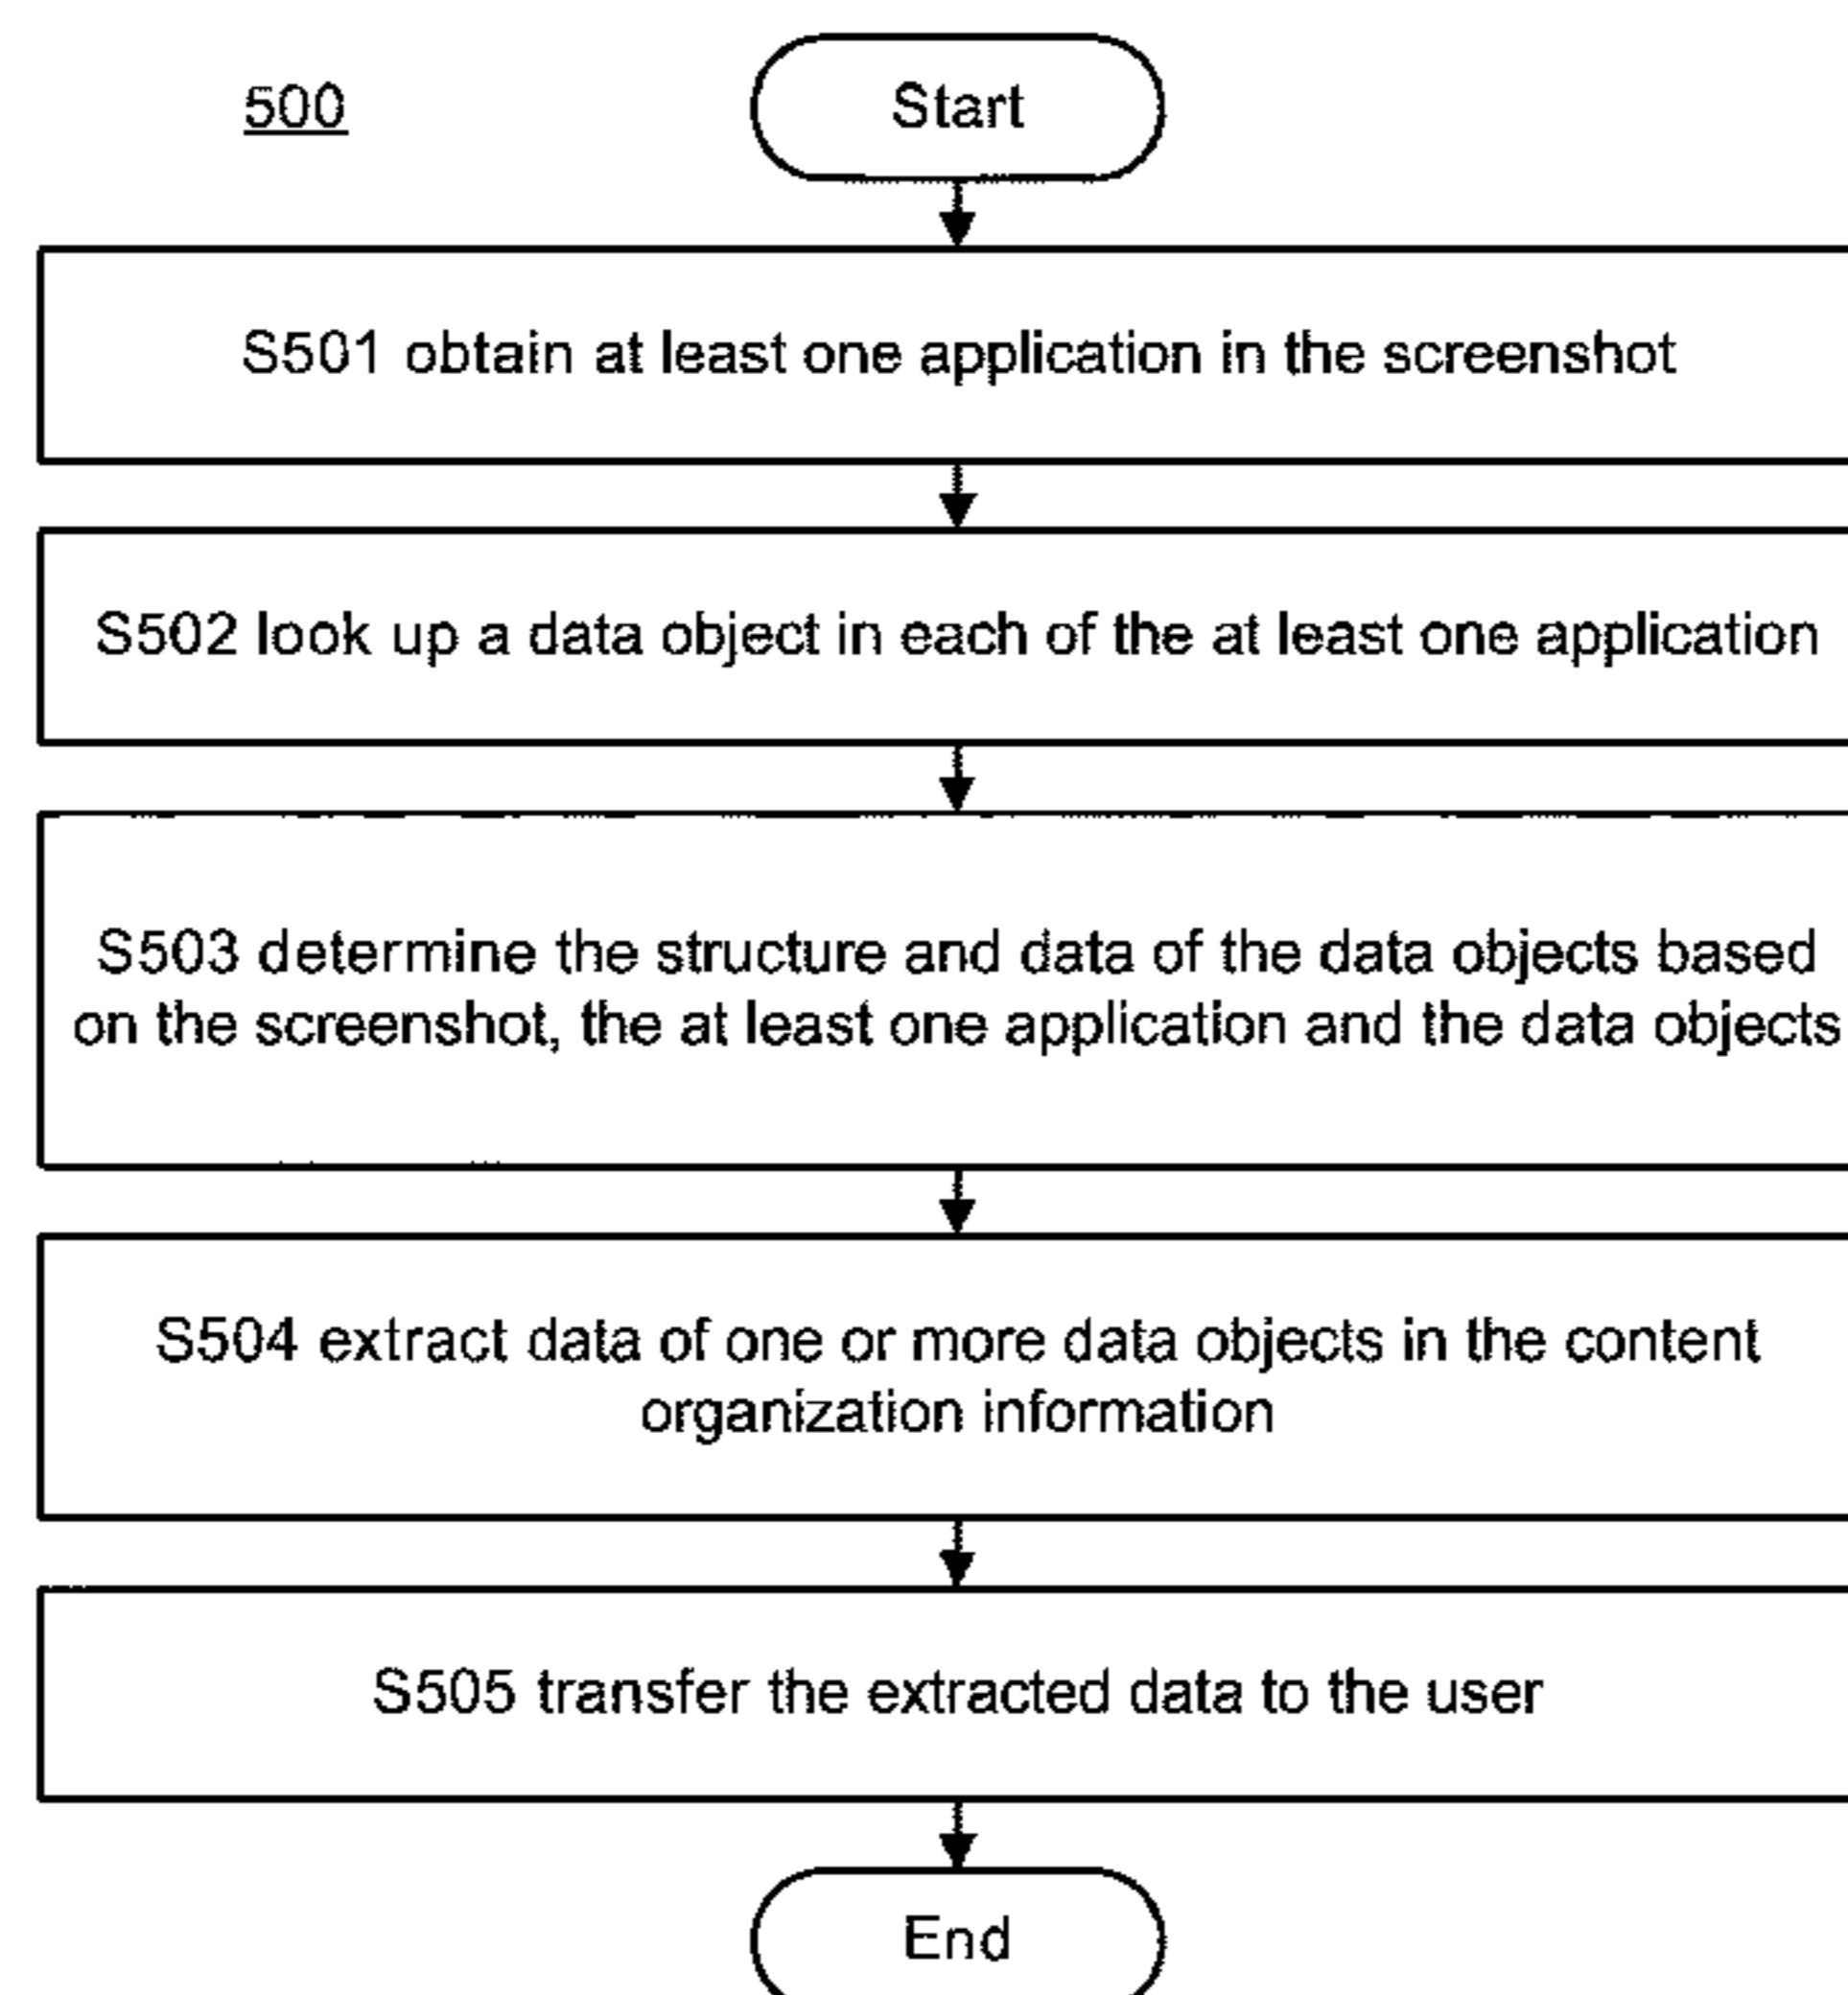 500
Start
S501 obtain at least one application in the screenshot
S502 look up a data object in each of the at least one application
S503 determine the structure and data of the data objects based
on the screenshot, the at least one application and the data objects
S504 extract data of one or more data objects in the content
organization information
S505 transfer the extracted data to the user
End